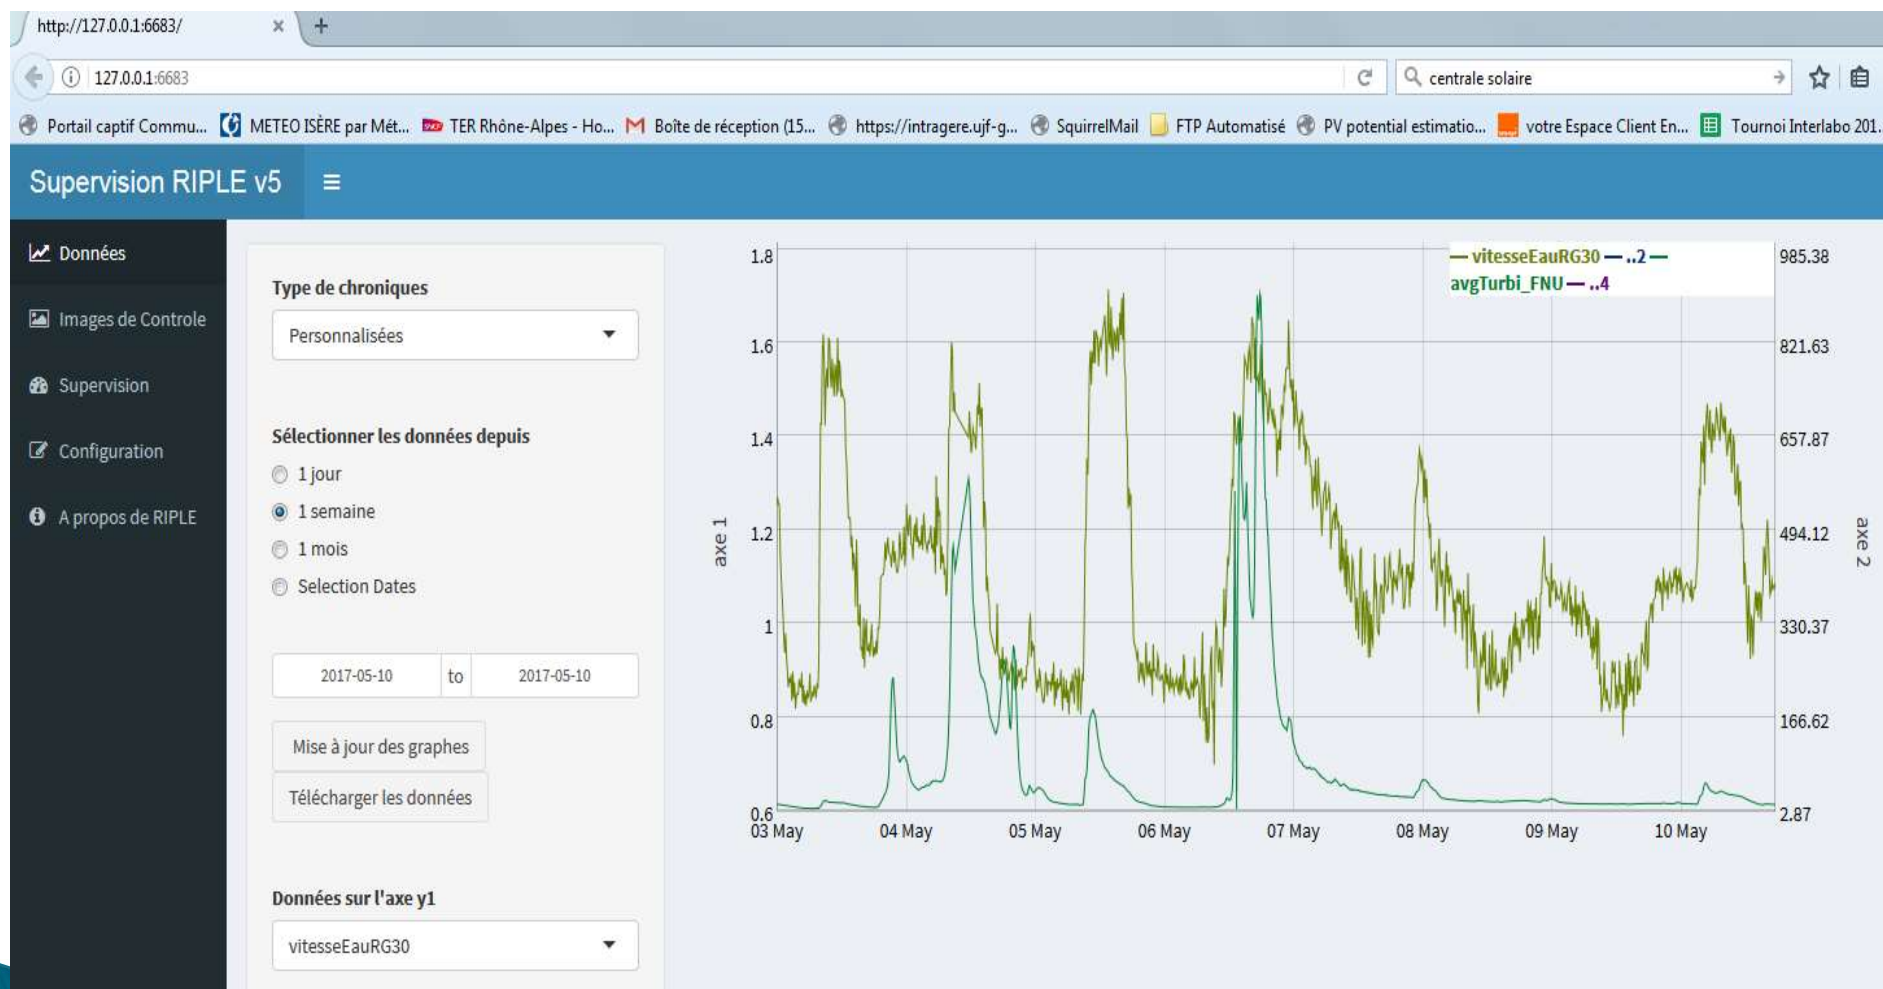 http://127.0.0.1:6683/
127.0.0.1:6683
centrale solaire
Portail captif Commu... METEO ISÈRE par Mét... TER Rhône-Alpes - Ho... Boîte de réception (15... https://intragere.ujf-g... SquirrelMail FTP Automatisé PV potential estimatio... votre Espace Client En... Tournoi Interlabo 201...
Supervision RIPLE v5
Données
Images de Controle
Supervision
Configuration
A propos de RIPLE
Type de chroniques
Personnalisées
Sélectionner les données depuis
1 jour
1 semaine
1 mois
Selection Dates
2017-05-10 to 2017-05-10
Mise à jour des graphes
Télécharger les données
Données sur l'axe y1
vitesseEauRG30
vitesseEauRG30 — ..2 —
avgTurbi_FNU — ..4
axe 1
1.8
1.6
1.4
1.2
1
0.8
0.6
985.38
821.63
657.87
494.12
330.37
166.62
2.87
axe 2
03 May 04 May 05 May 06 May 07 May 08 May 09 May 10 May